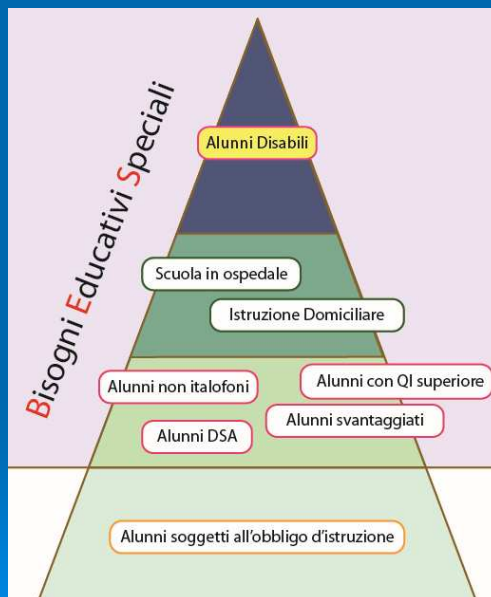 Bisogni Educativi Speciali
Alunni Disabili
Scuola in ospedale
Istruzione Domiciliare
Alunni non italofoni
Alunni con QI superiore
Alunni DSA
Alunni svantaggiati
Alunni soggetti all'obbligo d'istruzione